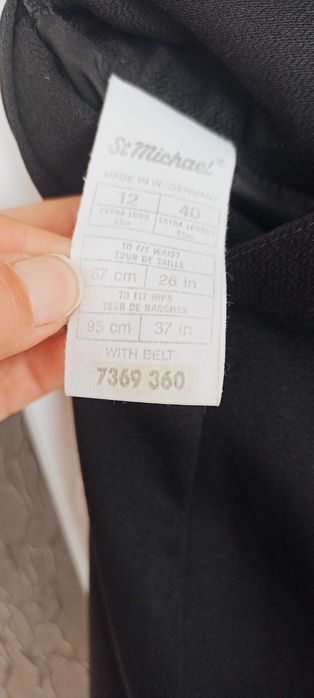 St Michael®
MADE IN W.-GERMANY
12 40
EXTRA LONG EXTRA LESONG
TO FIT WAIST
TOUR DE TAILLE
67 cm 26 in
TO FIT HIPS
TOUR DE HANCHES
95 cm 37 in
WITH BELT
7369 360